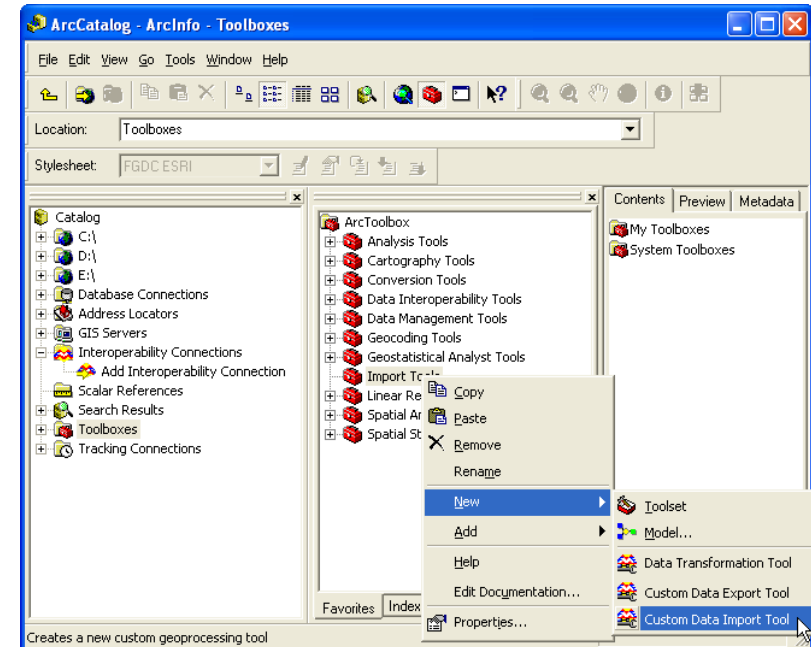 ArcCatalog - ArcInfo - Toolboxes
File Edit View Go Tools Window Help
Location: Toolboxes
Stylesheet: FGDC ESRI
Catalog
C:\
D:\
E:\
Database Connections
Address Locators
GIS Servers
Interoperability Connections
Add Interoperability Connection
Scalar References
Search Results
Toolboxes
Tracking Connections
ArcToolbox
Analysis Tools
Cartography Tools
Conversion Tools
Data Interoperability Tools
Data Management Tools
Geocoding Tools
Geostatistical Analyst Tools
Import Tools
Linear Re
Spatial Ar
Spatial St
Favorites Index
Contents Preview Metadata
My Toolboxes
System Toolboxes
Copy
Paste
Remove
Rename
New
Add
Help
Edit Documentation...
Properties...
Toolset
Model...
Data Transformation Tool
Custom Data Export Tool
Custom Data Import Tool
Creates a new custom geoprocessing tool